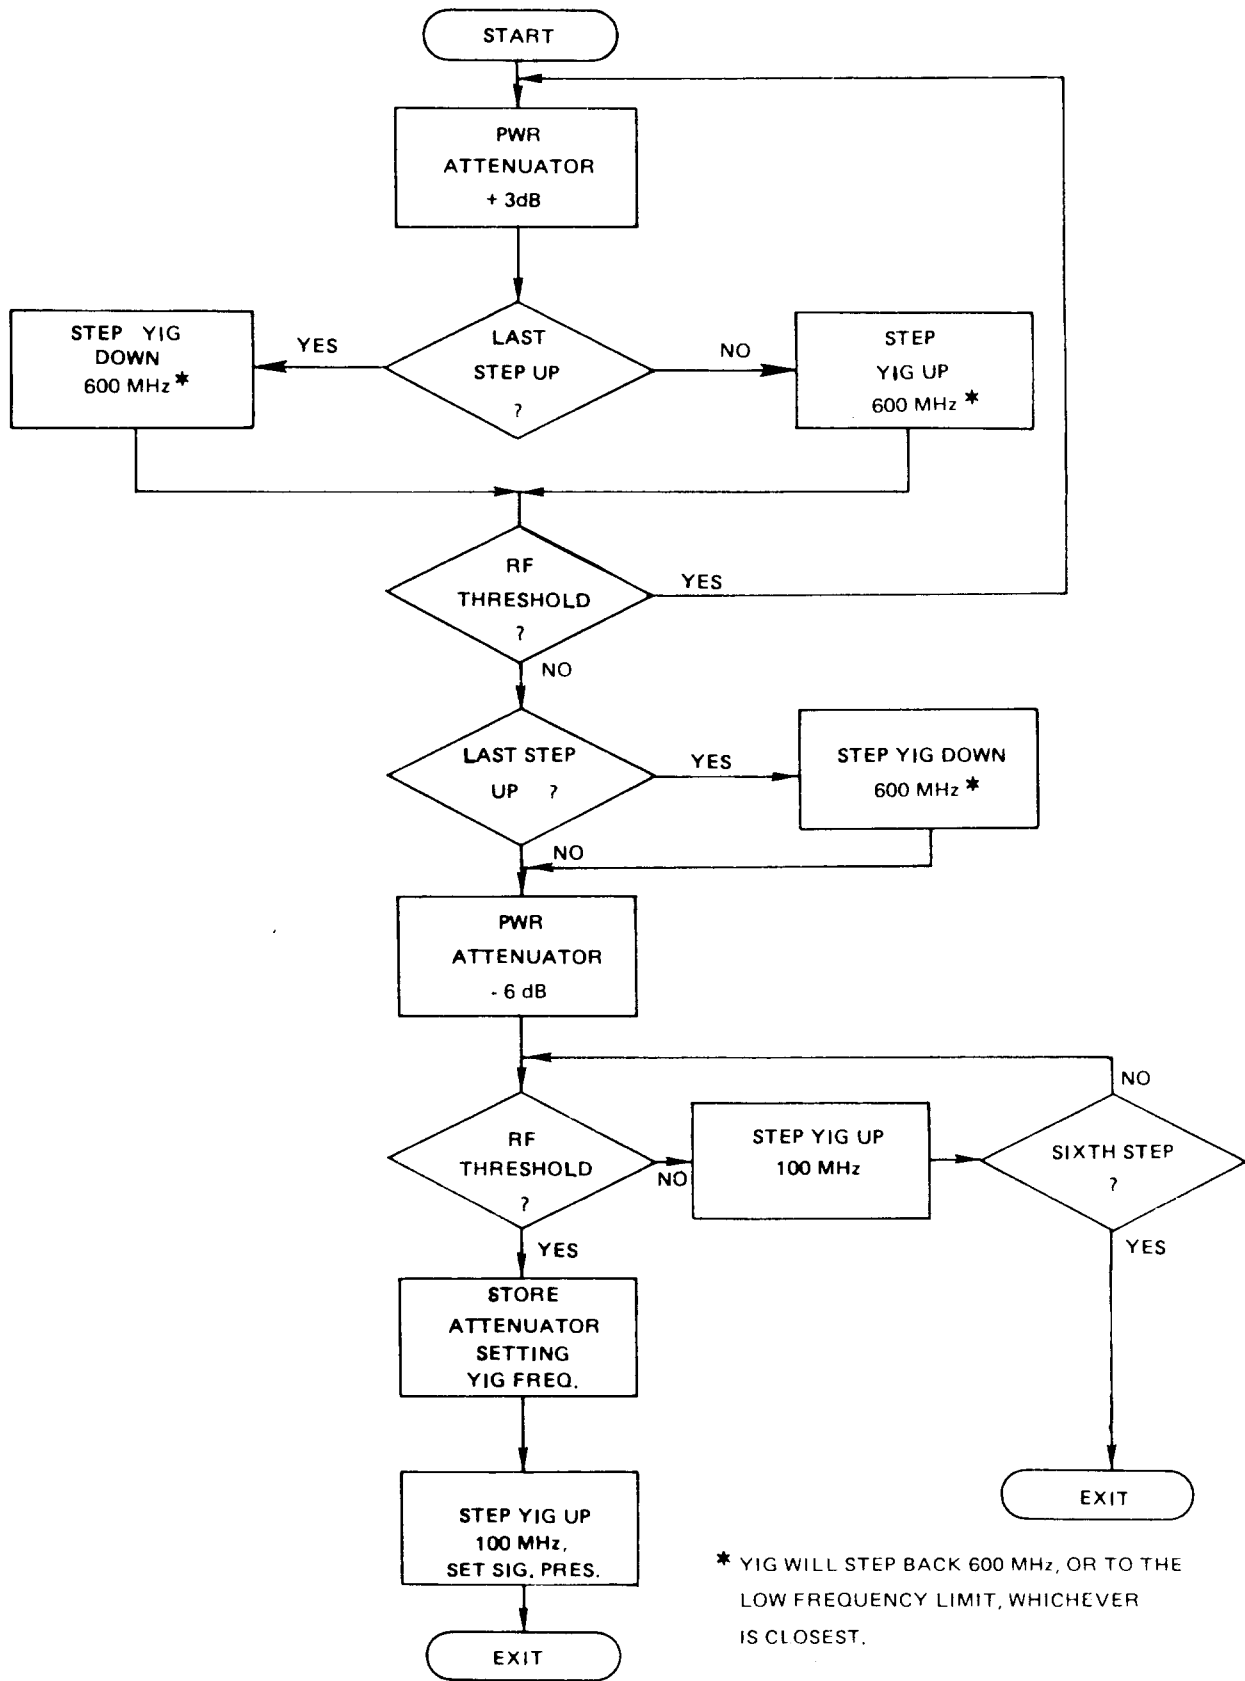 START
PWR
ATTENUATOR
+ 3dB
STEP YIG
DOWN
600 MHz *
YES
LAST
STEP UP
?
NO
STEP
YIG UP
600 MHz *
RF
THRESHOLD
?
YES
NO
LAST STEP
UP ?
YES
STEP YIG DOWN
600 MHz *
NO
PWR
ATTENUATOR
- 6 dB
RF
THRESHOLD
?
NO
STEP YIG UP
100 MHz
NO
SIXTH STEP
?
YES
YES
STORE
ATTENUATOR
SETTING
YIG FREQ.
STEP YIG UP
100 MHz,
SET SIG. PRES.
EXIT
EXIT
* YIG WILL STEP BACK 600 MHz, OR TO THE
LOW FREQUENCY LIMIT, WHICHEVER
IS CLOSEST.